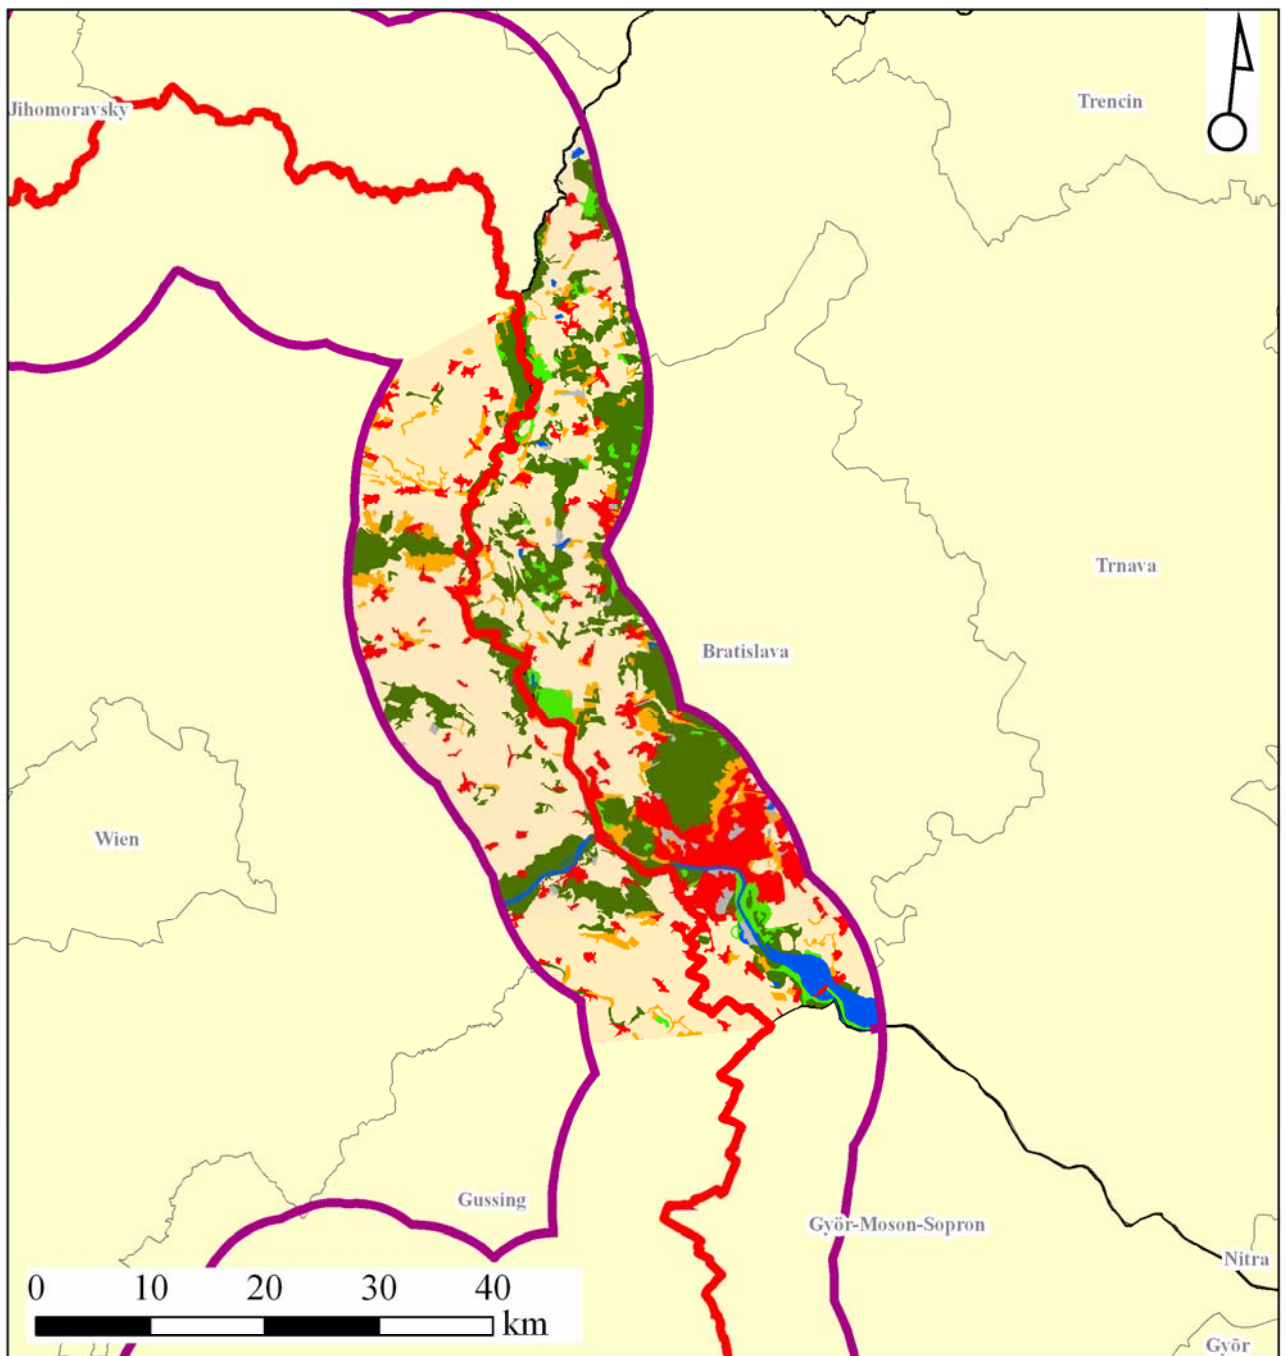 Jihomoravsky
Trencin
Trnava
Bratislava
Wien
Gussing
Györ-Moson-Sopron
Nitra
0 10 20 30 40
km
Györ